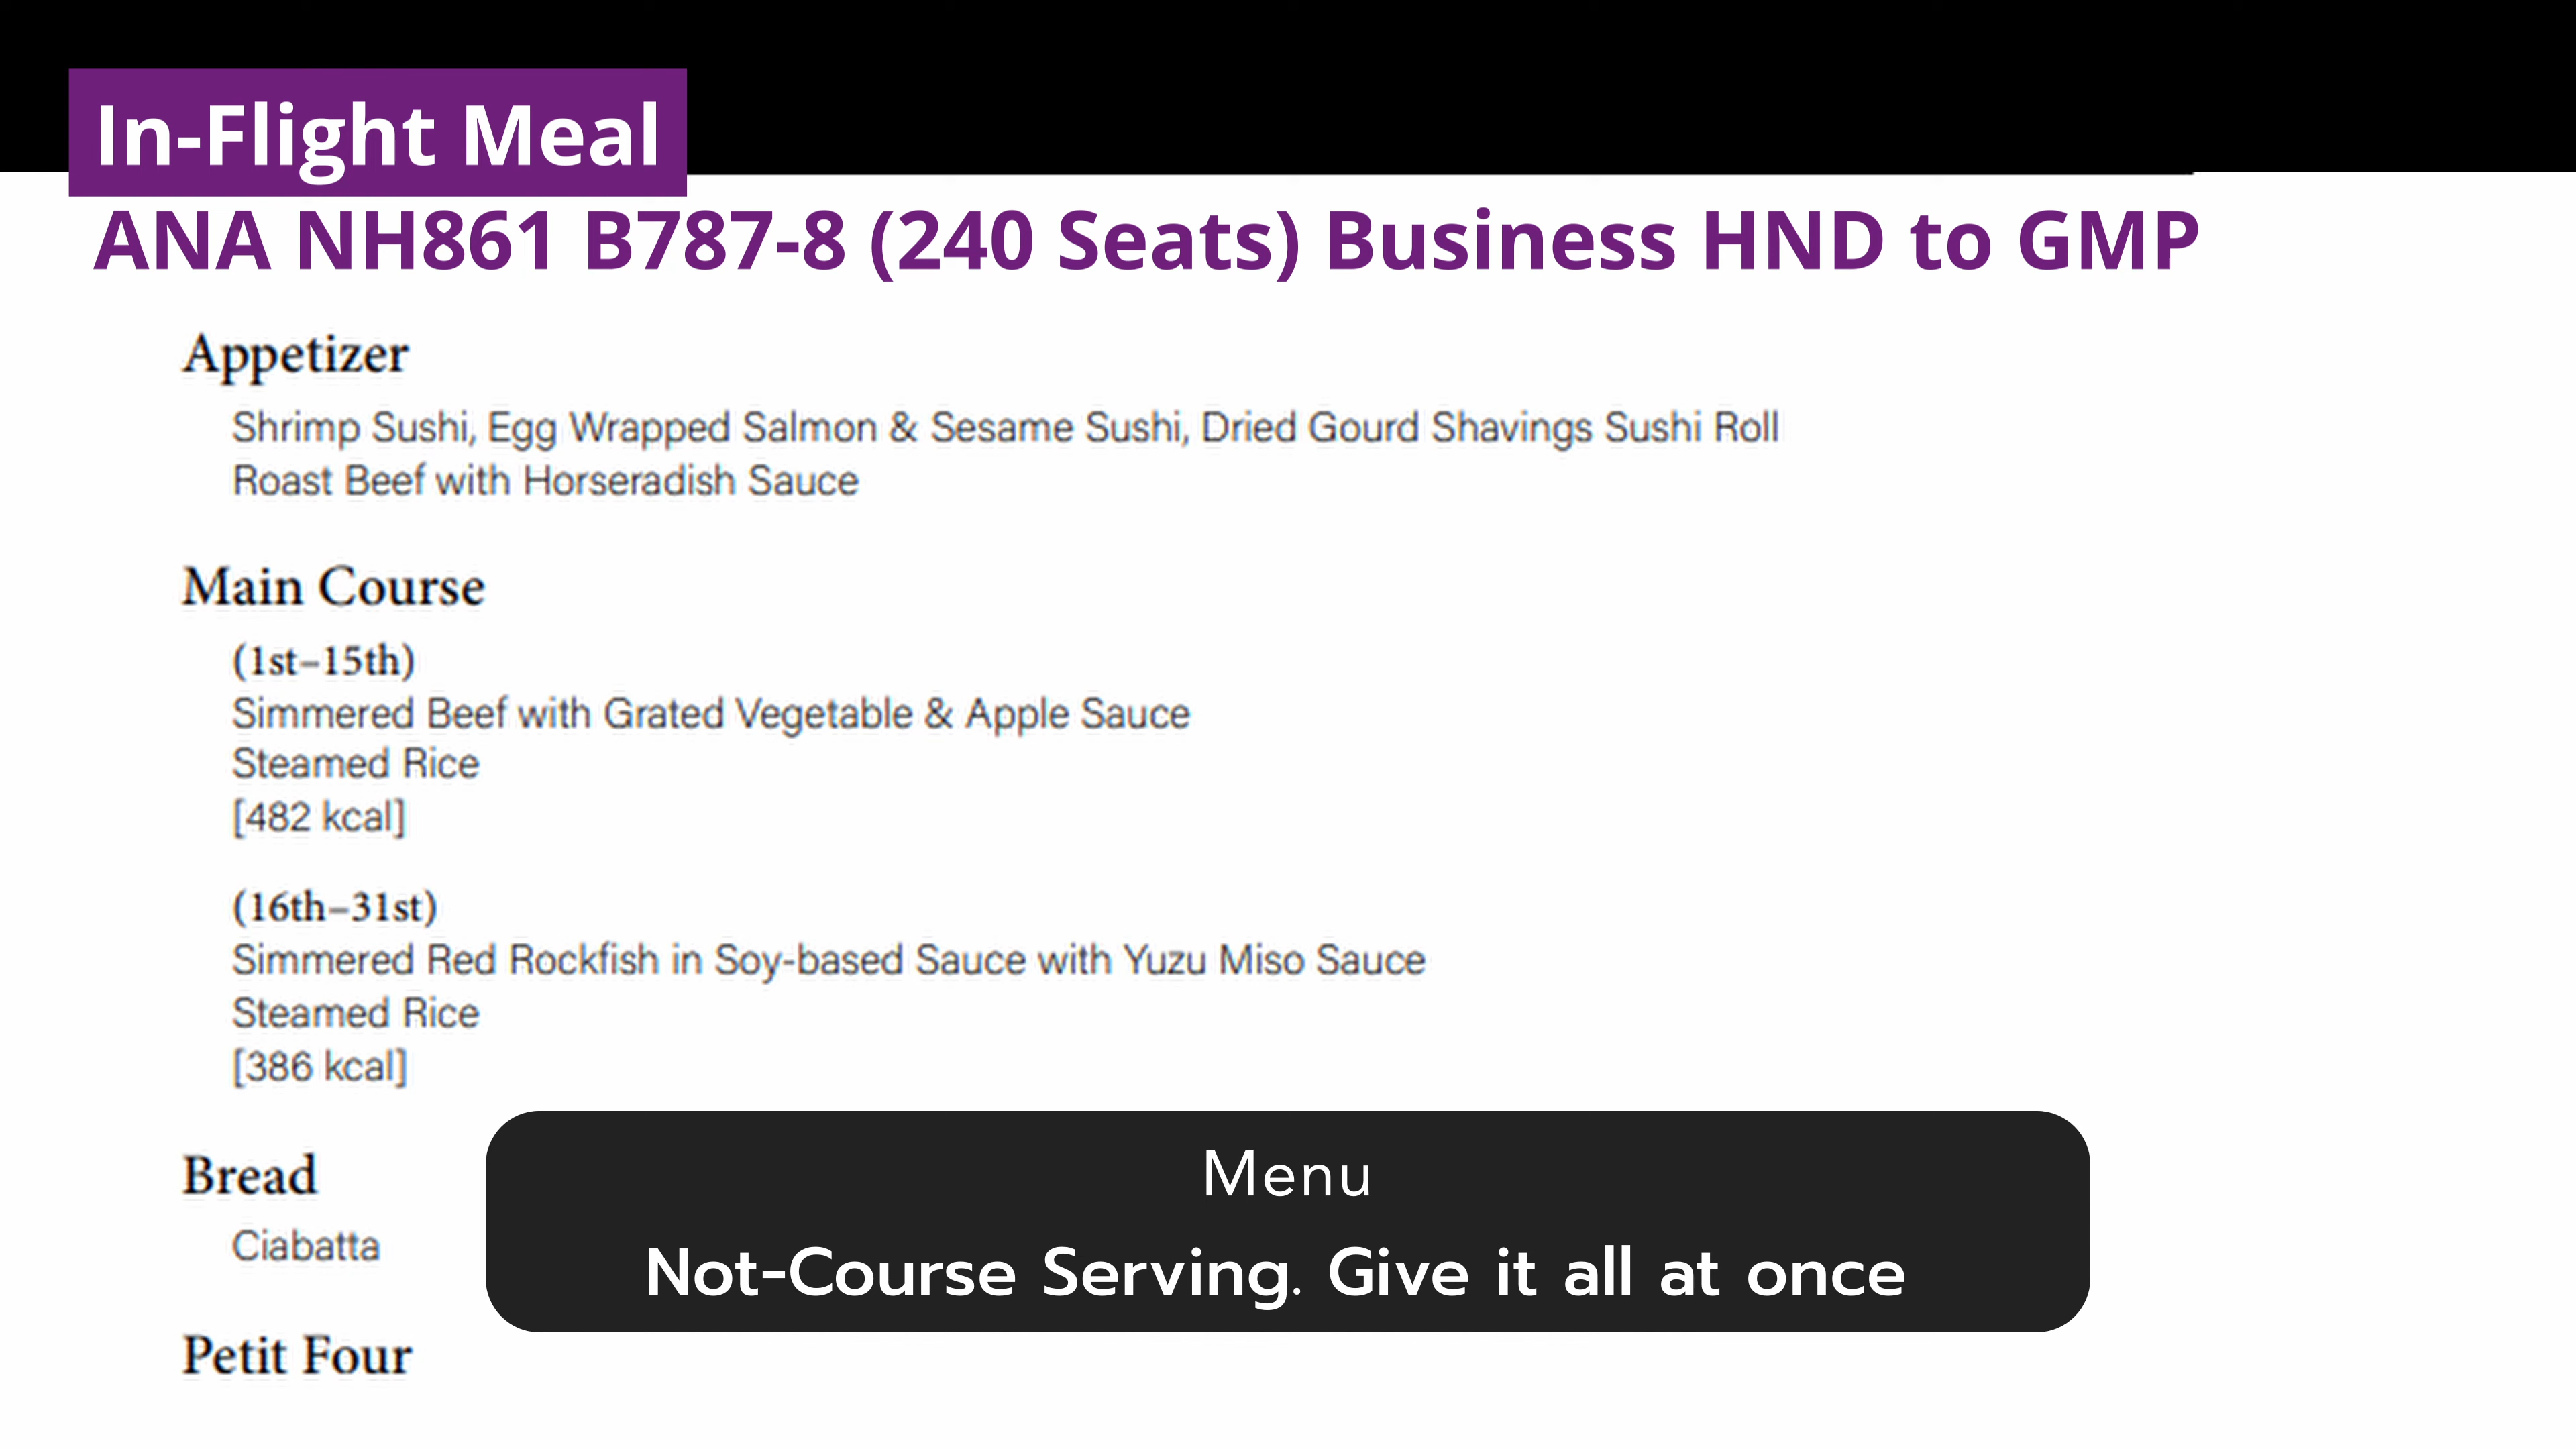 In-Flight Meal
ANA NH861 B787-8 (240 Seats) Business HND to GMP
Appetizer
Shrimp Sushi, Egg Wrapped Salmon & Sesame Sushi, Dried Gourd Shavings Sushi Roll
Roast Beef with Horseradish Sauce
Main Course
(1st–15th)
Simmered Beef with Grated Vegetable & Apple Sauce
Steamed Rice
[482 kcal]
(16th–31st)
Simmered Red Rockfish in Soy-based Sauce with Yuzu Miso Sauce
Steamed Rice
[386 kcal]
Bread
Ciabatta
Petit Four
Menu
Not-Course Serving. Give it all at once